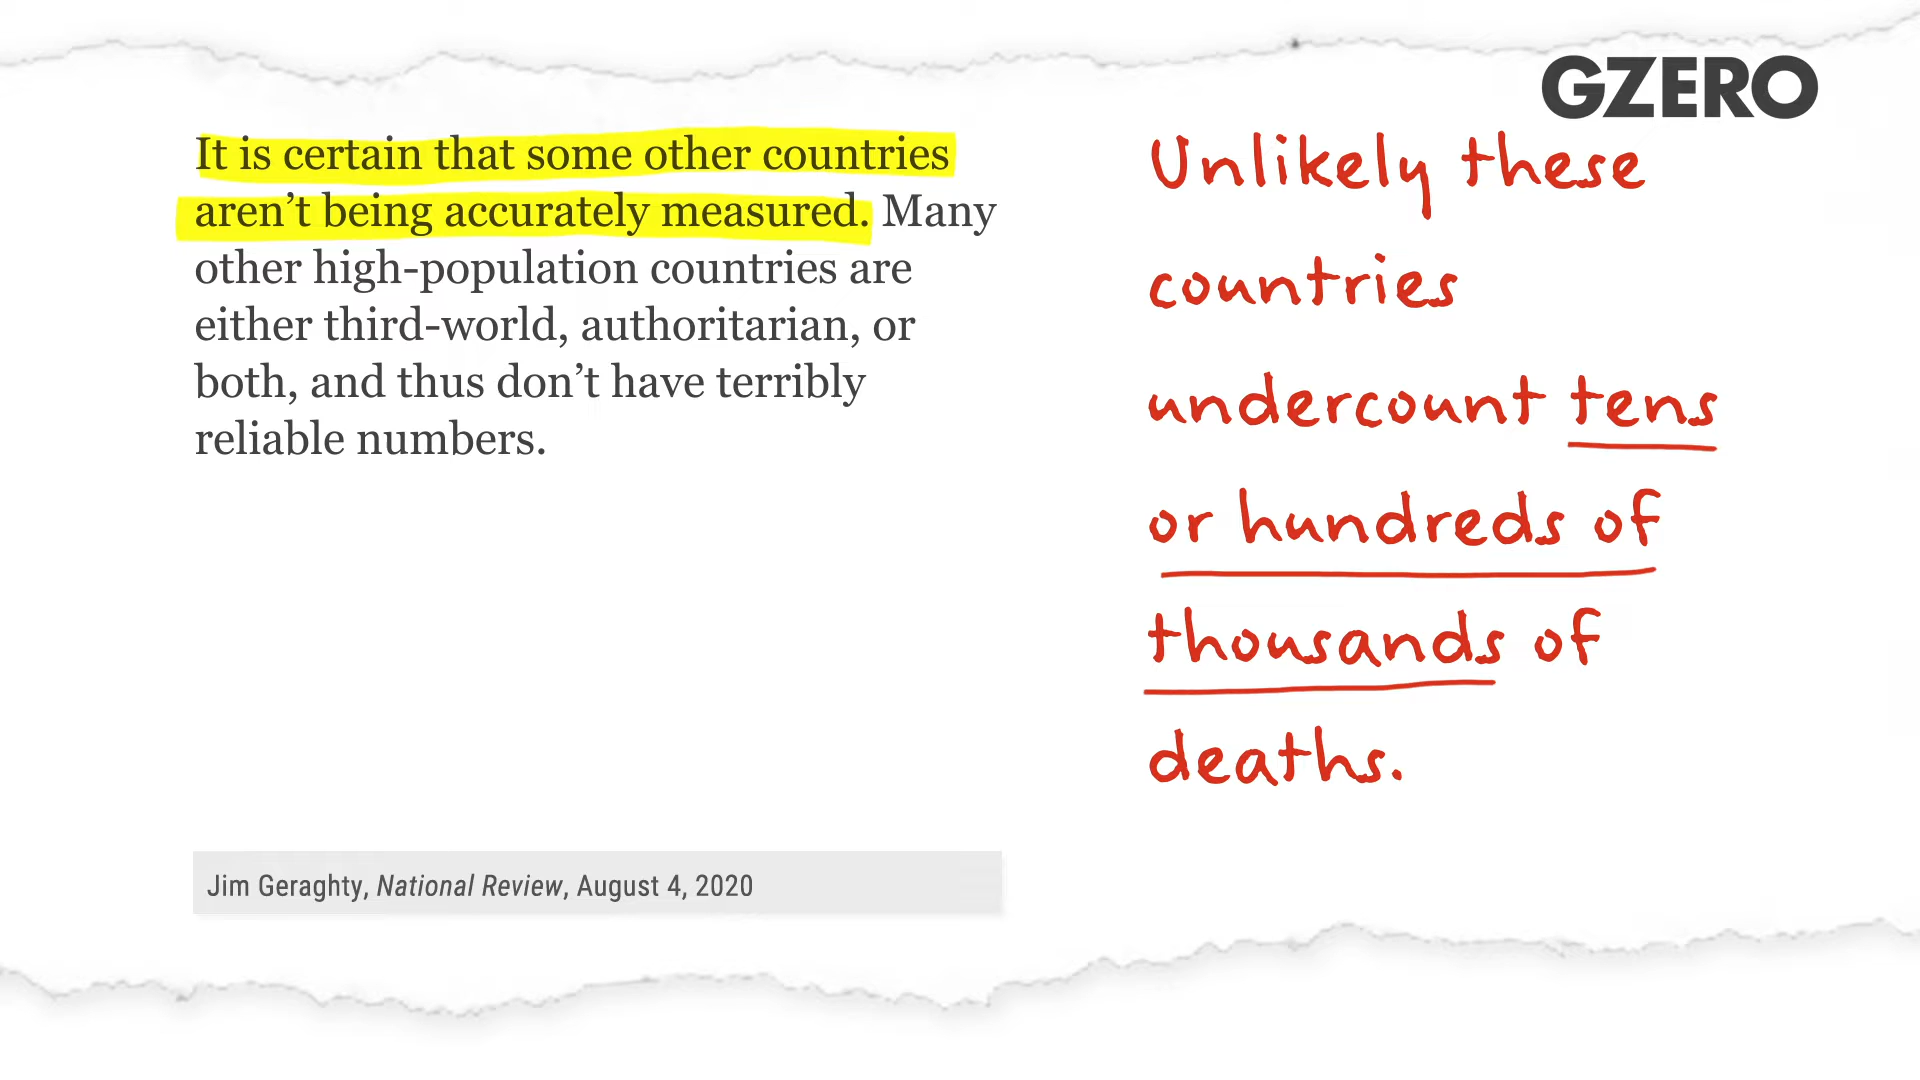 GZERO
It is certain that some other countries
aren’t being accurately measured. Many
other high-population countries are
either third-world, authoritarian, or
both, and thus don’t have terribly
reliable numbers.
Jim Geraghty, National Review, August 4, 2020
Unlikely these
countries
undercount tens
or hundreds of
thousands of
deaths.